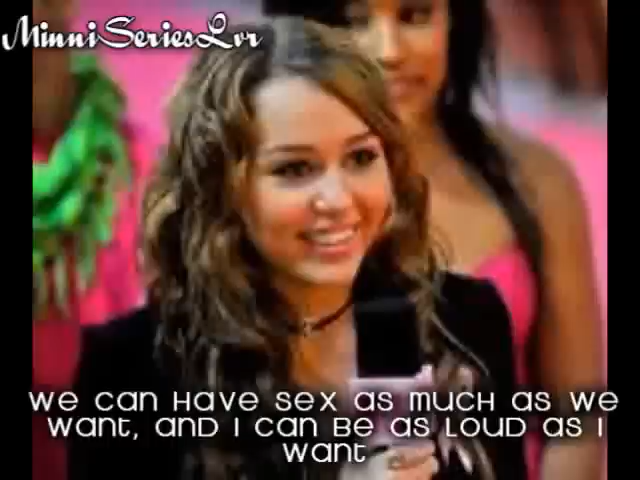 MinniSeriesLvr
we can have sex as much as we
want, and i can be as loud as i
want